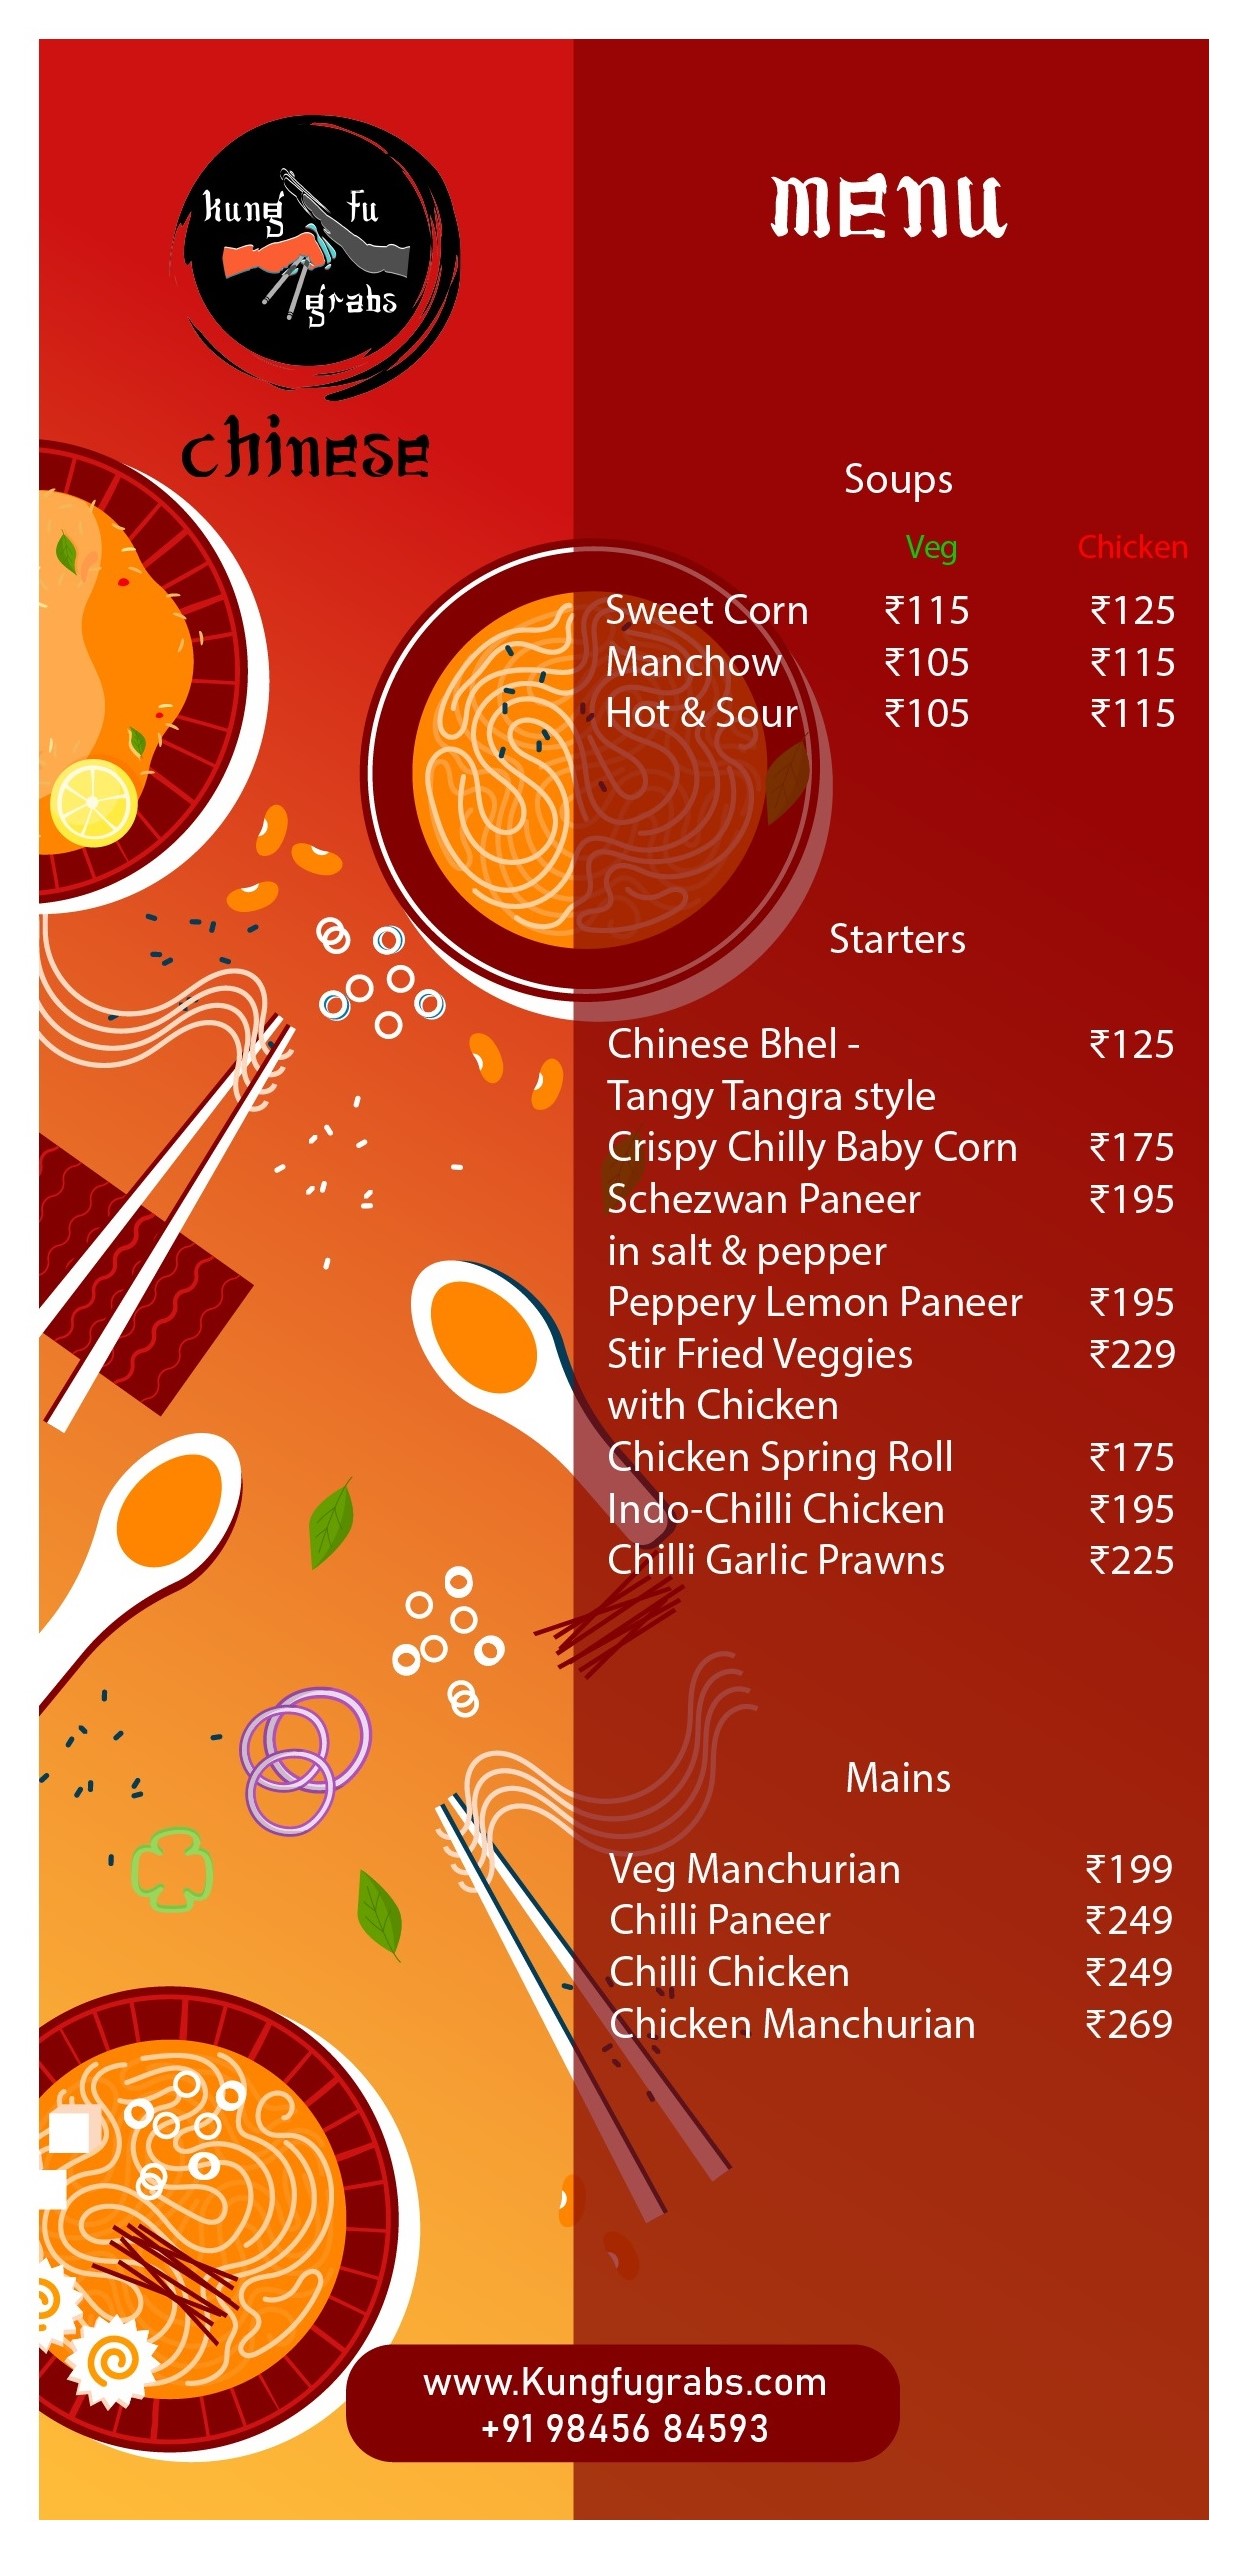 kung fu
grabs
chinese
menu
Soups
Veg Chicken
Sweet Corn ₹115 ₹125
Manchow ₹105 ₹115
Hot & Sour ₹105 ₹115
Starters
Chinese Bhel - ₹125
Tangy Tangra style
Crispy Chilly Baby Corn ₹175
Schezwan Paneer ₹195
in salt & pepper
Peppery Lemon Paneer ₹195
Stir Fried Veggies ₹229
with Chicken
Chicken Spring Roll ₹175
Indo-Chilli Chicken ₹195
Chilli Garlic Prawns ₹225
Mains
Veg Manchurian ₹199
Chilli Paneer ₹249
Chilli Chicken ₹249
Chicken Manchurian ₹269
www.Kungfugrabs.com
+91 98456 84593